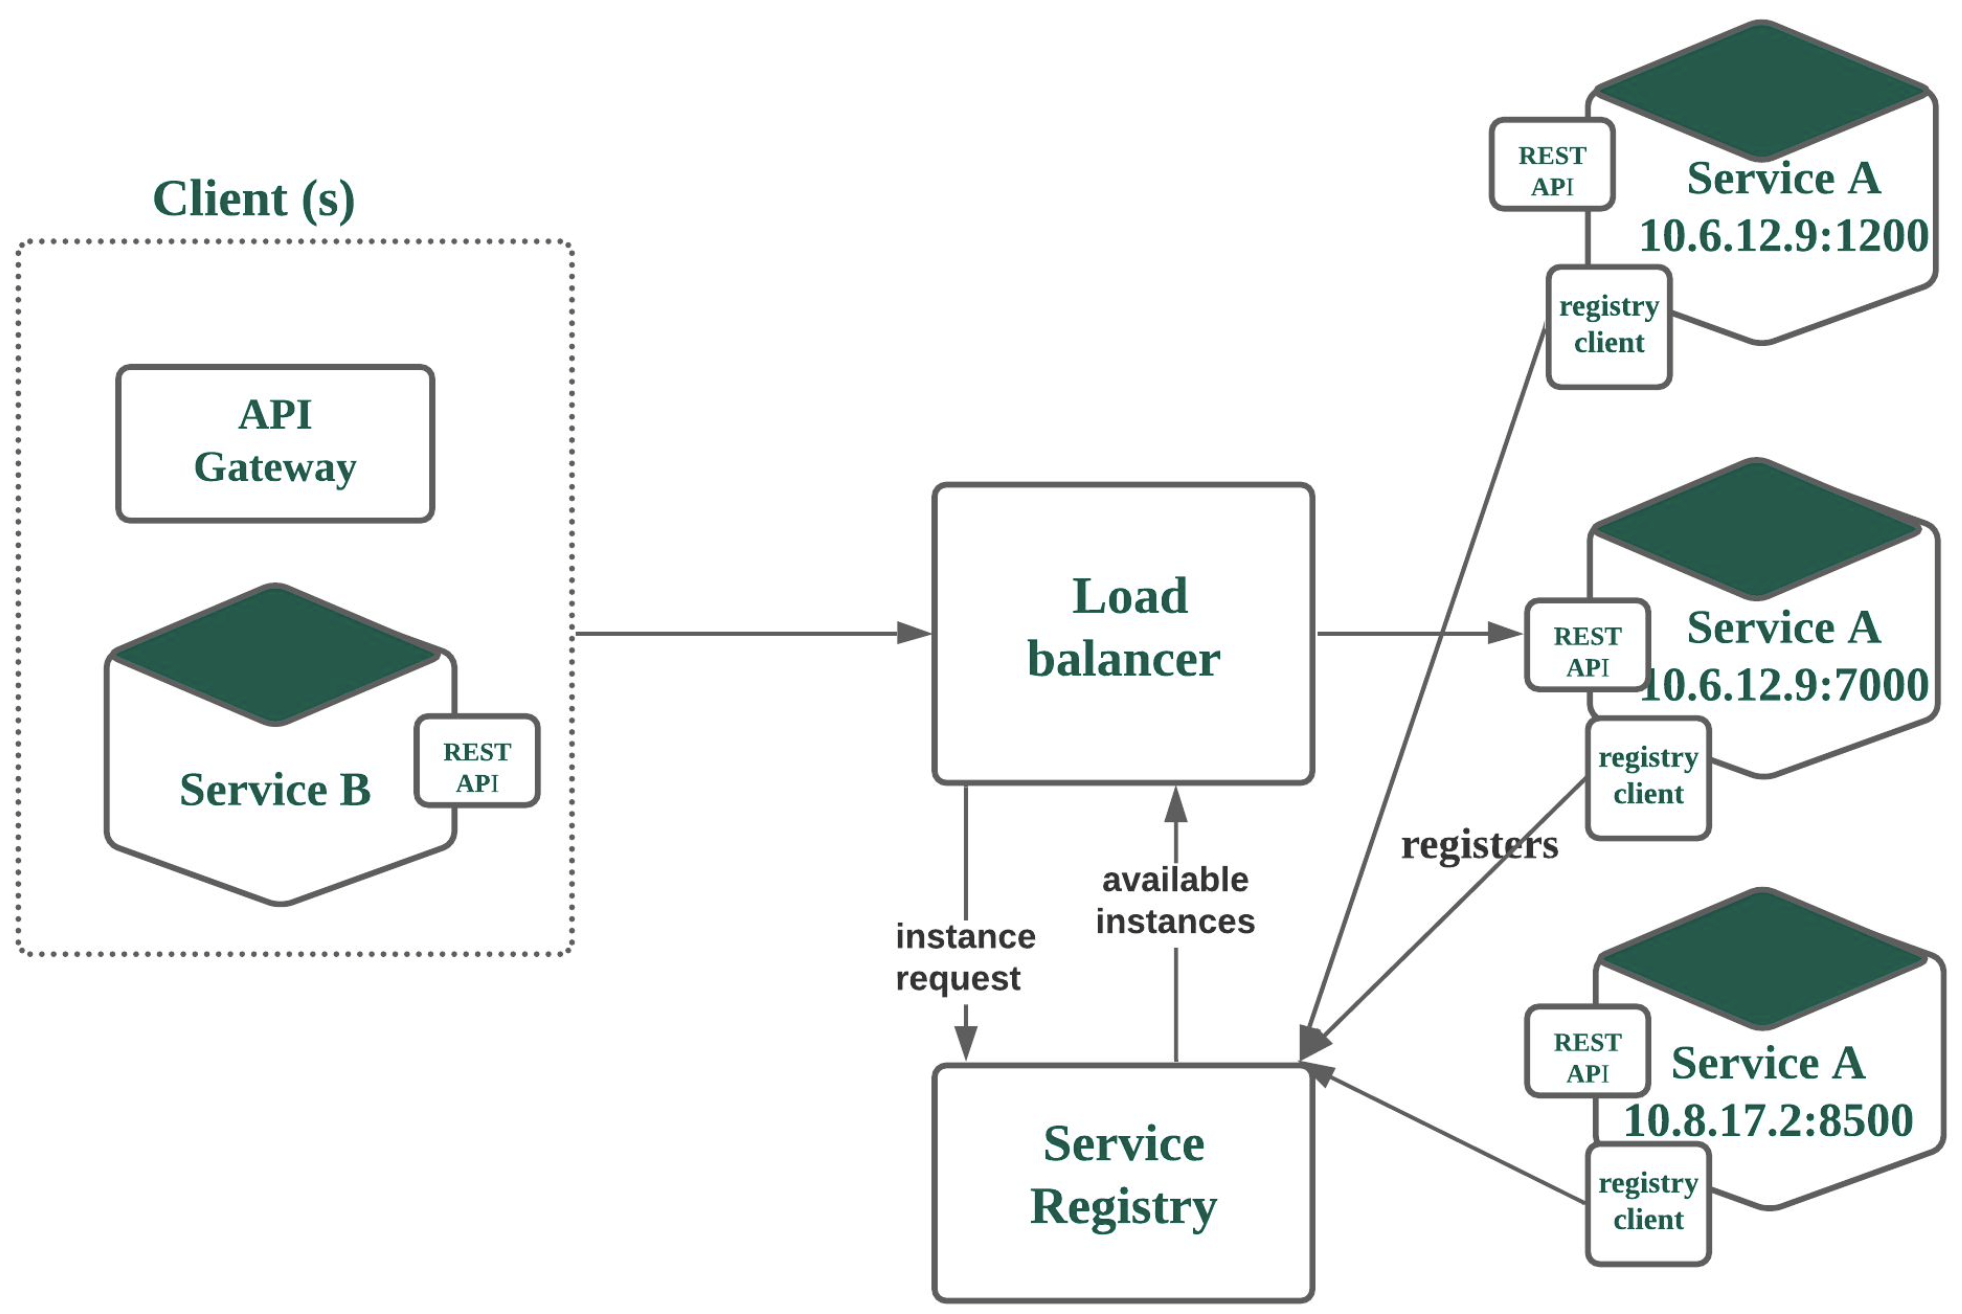 Client (s)
API
Gateway
Service B
REST
API
Load
balancer
instance
request
available
instances
Service
Registry
registers
REST
API
Service A
10.6.12.9:1200
registry
client
REST
API
Service A
10.6.12.9:7000
registry
client
REST
API
Service A
10.8.17.2:8500
registry
client